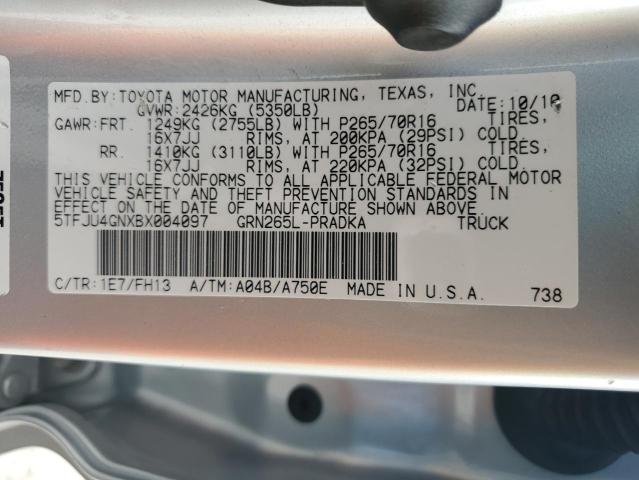 MFD.BY:TOYOTA MOTOR MANUFACTURING, TEXAS, INC.
GVWR:2426KG (5350LB) DATE:10/10
GAWR:FRT. 1249KG (2755LB) WITH P265/70R16 TIRES,
16X7JJ RIMS, AT 200KPA (29PSI) COLD.
RR. 1410KG (3110LB) WITH P265/70R16 TIRES,
16X7JJ RIMS, AT 220KPA (32PSI) COLD.
THIS VEHICLE CONFORMS TO ALL APPLICABLE FEDERAL MOTOR
VEHICLE SAFETY AND THEFT PREVENTION STANDARDS IN
EFFECT ON THE DATE OF MANUFACTURE SHOWN ABOVE
5TFJU4GNXBX004097 GRN265L-PRADKA TRUCK
C/TR:1E7/FH13 A/TM:A04B/A750E MADE IN U.S.A. 738